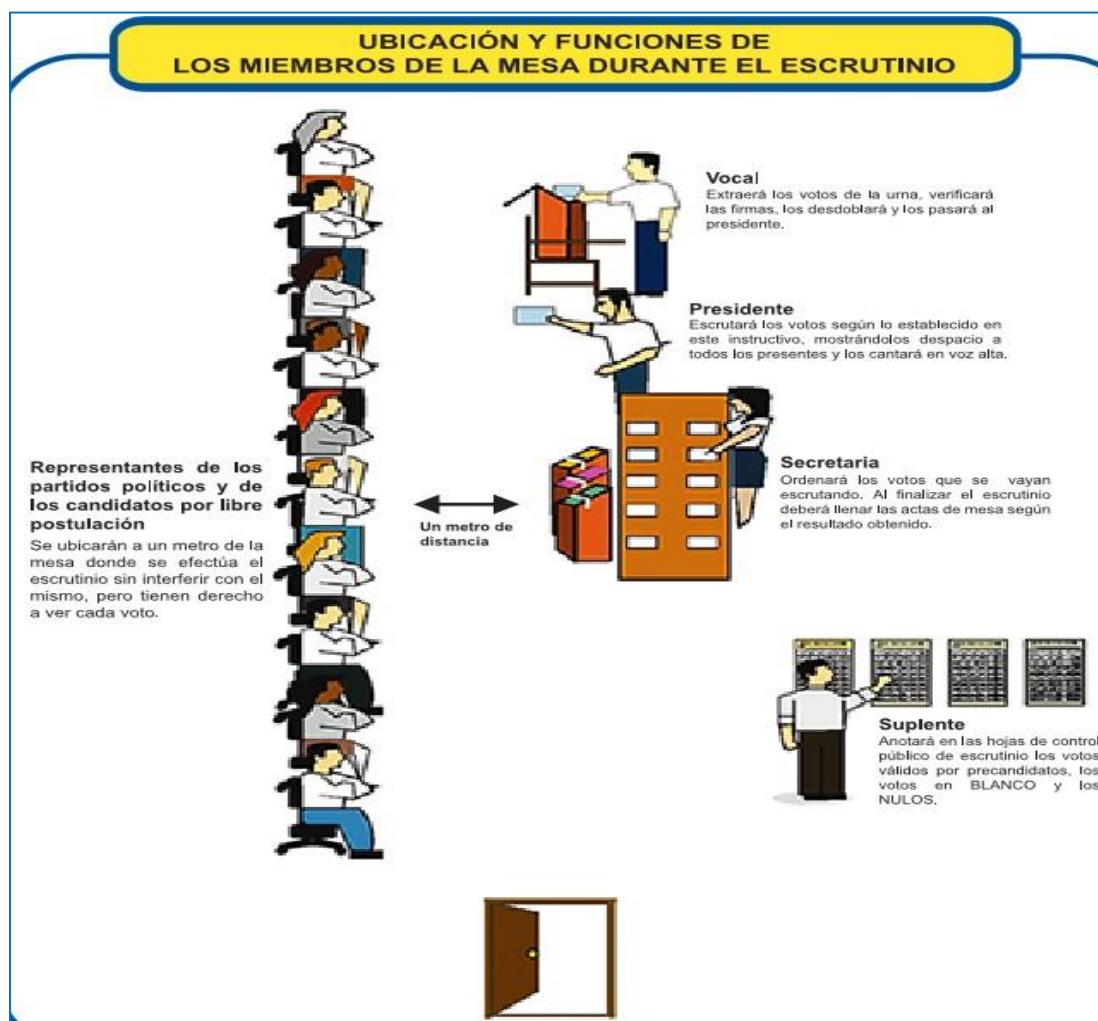 UBICACIÓN Y FUNCIONES DE
LOS MIEMBROS DE LA MESA DURANTE EL ESCRUTINIO
Vocal
Extraerá los votos de la urna, verificará
las firmas, los desdoblará y los pasará al
presidente.
Presidente
Escrutará los votos según lo establecido en
este instructivo, mostrándolos despacio a
todos los presentes y los cantará en voz alta.
Secretaria
Ordenará los votos que se vayan
escrutando. Al finalizar el escrutinio
deberá llenar las actas de mesa según
el resultado obtenido.
Representantes de los
partidos políticos y de
los candidatos por libre
postulación
Se ubicarán a un metro de la
mesa donde se efectúa el
escrutinio sin interferir con el
mismo, pero tienen derecho
a ver cada voto.
Un metro de
distancia
Suplente
Anotará en las hojas de control
público de escrutinio los votos
válidos por precandidatos, los
votos en BLANCO y los
NULOS.